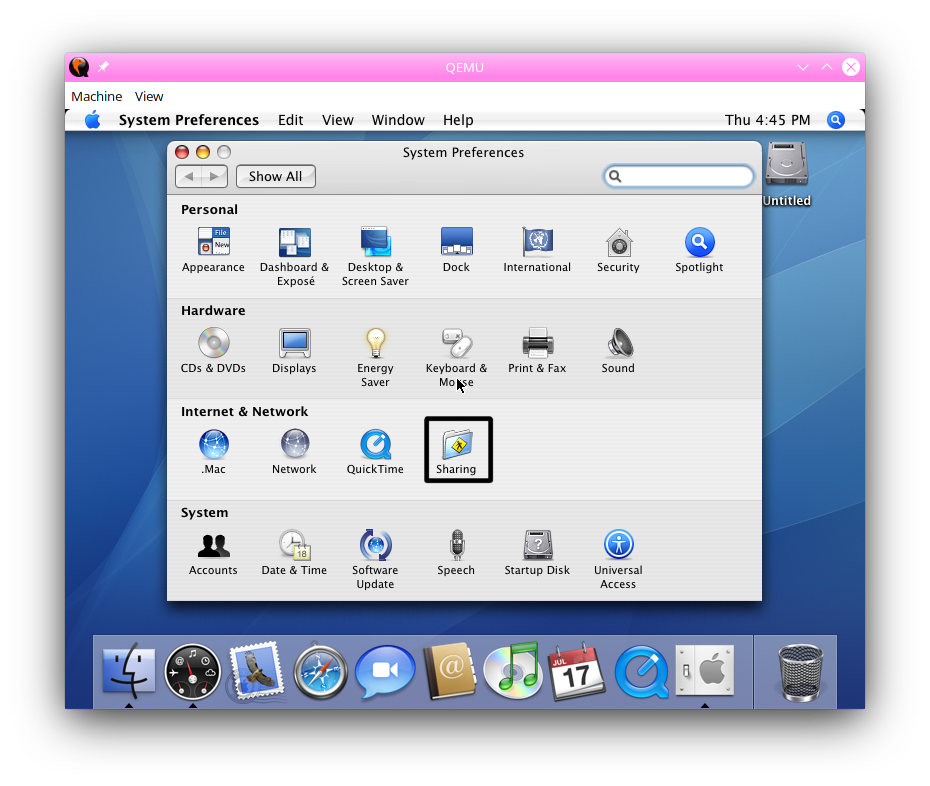 QEMU
Machine View
System Preferences Edit View Window Help Thu 4:45 PM
System Preferences
Show All
Untitled
Personal
File
New
Appearance Dashboard & Exposé Desktop & Screen Saver Dock International Security Spotlight
Hardware
CDs & DVDs Displays Energy Saver Keyboard & Mouse Print & Fax Sound
Internet & Network
.Mac Network QuickTime Sharing
System
18
?
Accounts Date & Time Software Update Speech Startup Disk Universal Access
@
@
JUL
17